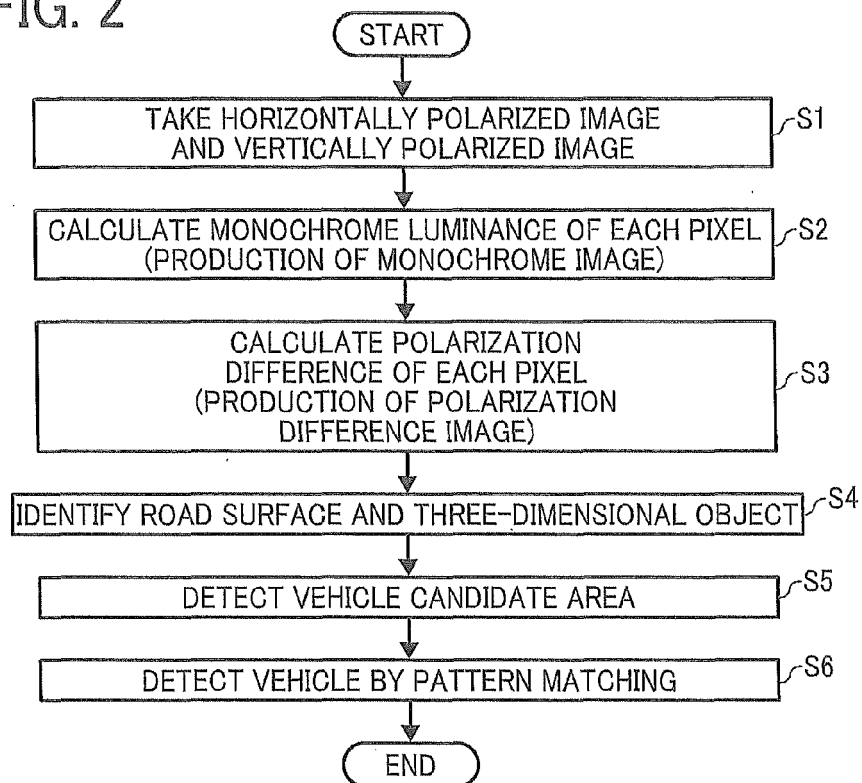 FIG. 2
START
TAKE HORIZONTALLY POLARIZED IMAGE
AND VERTICALLY POLARIZED IMAGE
S1
CALCULATE MONOCHROME LUMINANCE OF EACH PIXEL
(PRODUCTION OF MONOCHROME IMAGE)
S2
CALCULATE POLARIZATION
DIFFERENCE OF EACH PIXEL
(PRODUCTION OF POLARIZATION
DIFFERENCE IMAGE)
S3
IDENTIFY ROAD SURFACE AND THREE-DIMENSIONAL OBJECT
S4
DETECT VEHICLE CANDIDATE AREA
S5
DETECT VEHICLE BY PATTERN MATCHING
S6
END